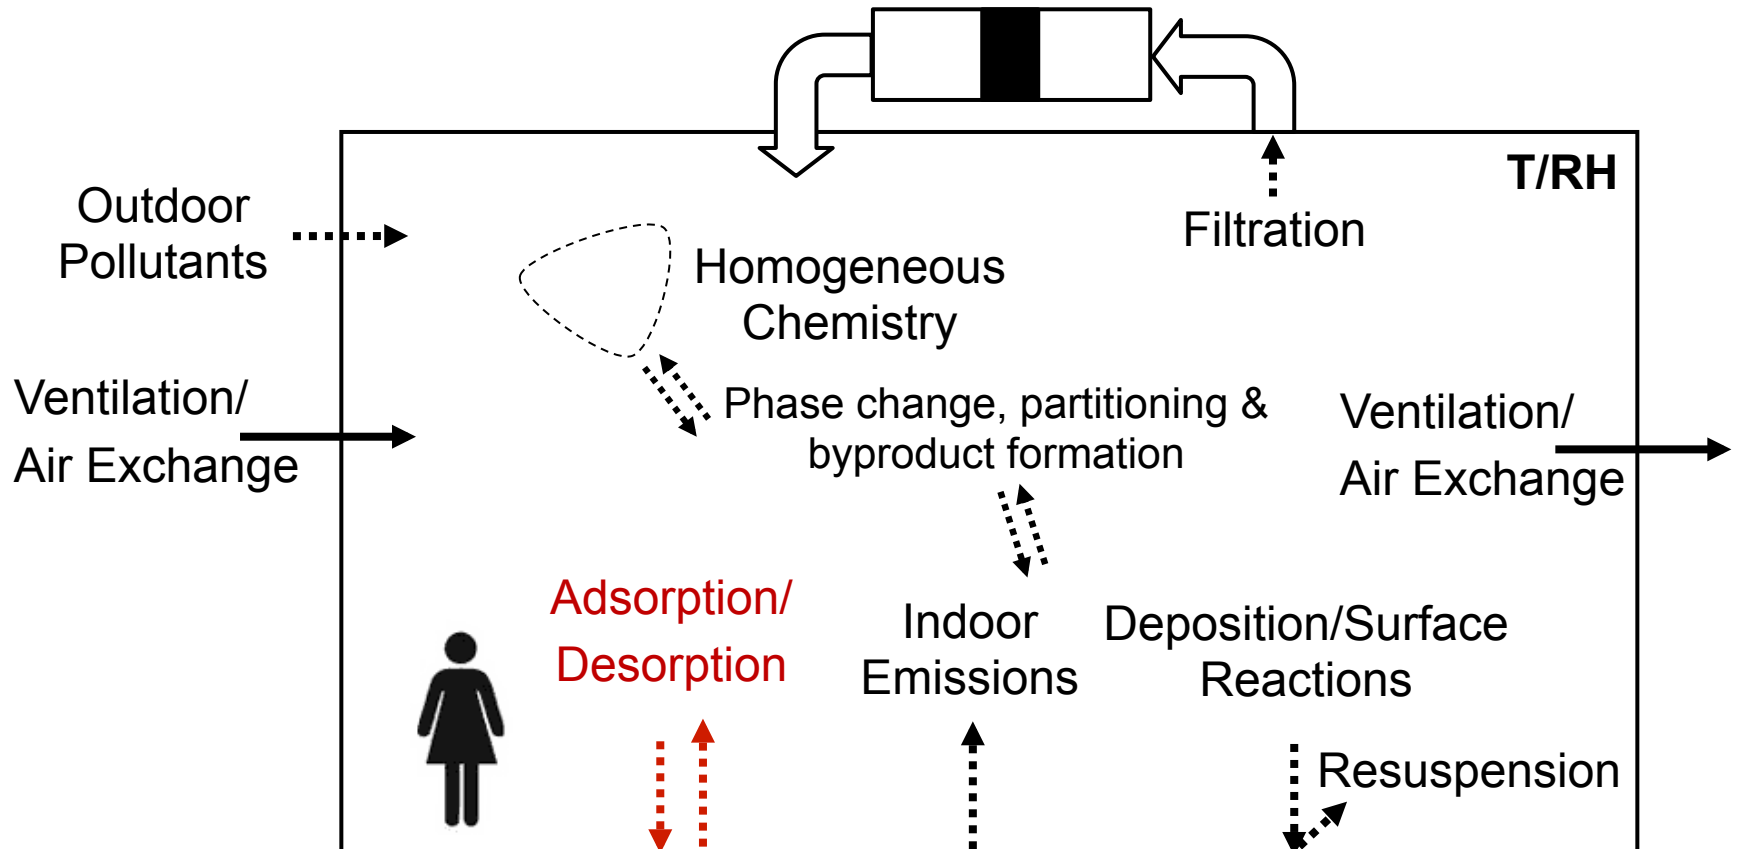 T/RH
Outdoor
Pollutants
Filtration
Homogeneous
Chemistry
Ventilation/
Air Exchange
Phase change, partitioning &
byproduct formation
Ventilation/
Air Exchange
Adsorption/
Desorption
Indoor
Emissions
Deposition/Surface
Reactions
Resuspension